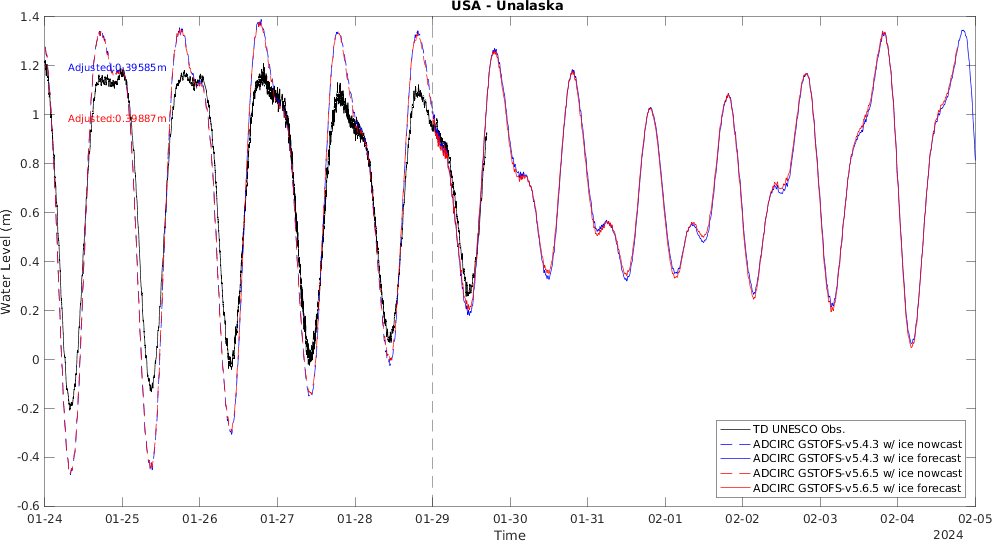 USA - Unalaska
1.4
1.2
1
0.8
0.6
0.4
0.2
0
-0.2
-0.4
-0.6
Water Level (m)
Adjusted:0.39585m
Adjusted:0.39887m
TD UNESCO Obs.
ADCIRC GSTOFS-v5.4.3 w/ ice nowcast
ADCIRC GSTOFS-v5.4.3 w/ ice forecast
ADCIRC GSTOFS-v5.6.5 w/ ice nowcast
ADCIRC GSTOFS-v5.6.5 w/ ice forecast
01-24 01-25 01-26 01-27 01-28 01-29 01-30 01-31 02-01 02-02 02-03 02-04 02-05
Time
2024